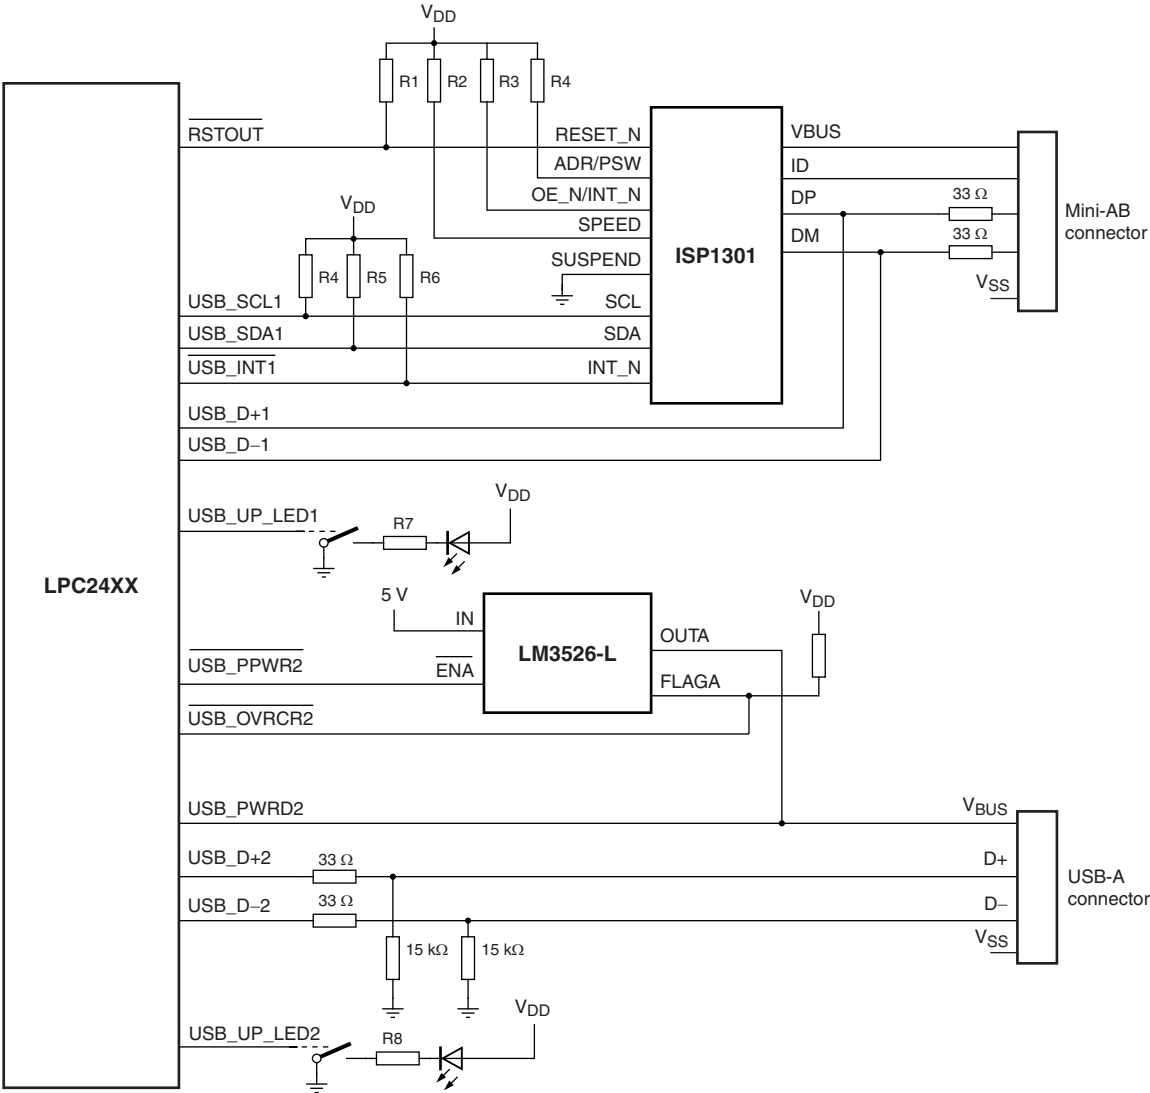 VDD
R1 R2 R3 R4
RSTOUT
RESET_N
VBUS
ADR/PSW
ID
OE_N/INT_N
DP
33 Ω
Mini-AB
connector
VDD
SPEED
DM
33 Ω
ISP1301
SUSPEND
R4 R5 R6
VSS
USB_SCL1
SCL
USB_SDA1
SDA
USB_INT1
INT_N
USB_D+1
USB_D−1
VDD
USB_UP_LED1
R7
LPC24XX
5 V
VDD
IN
OUTA
LM3526-L
USB_PPWR2
ENA
FLAGA
USB_OVRCR2
USB_PWRD2
VBUS
USB_D+2
33 Ω
D+
USB-A
connector
USB_D−2
33 Ω
D−
VSS
15 kΩ 15 kΩ
VDD
USB_UP_LED2
R8